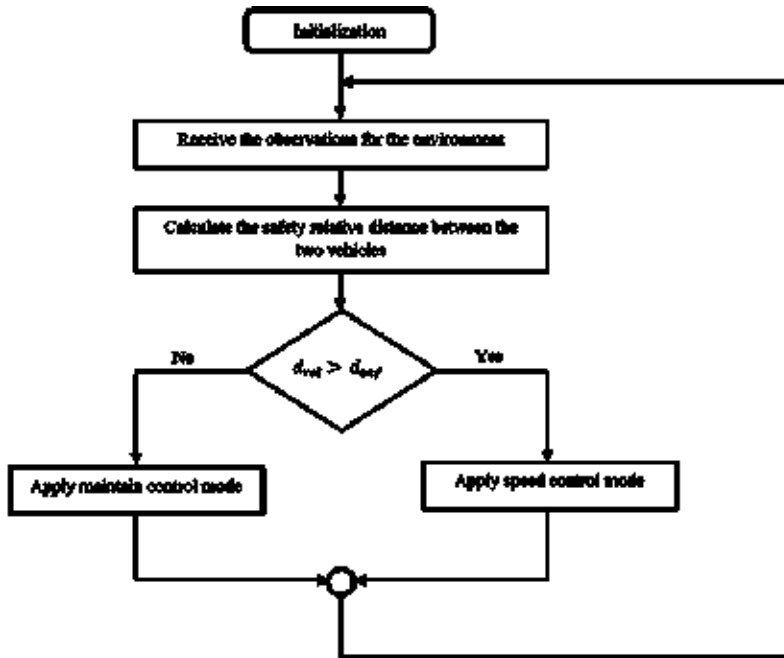 Initialization
Receive the observations for the environment
Calculate the safety relative distance between the
two vehicles
No
Yes
>
Apply maintain control mode
Apply speed control mode